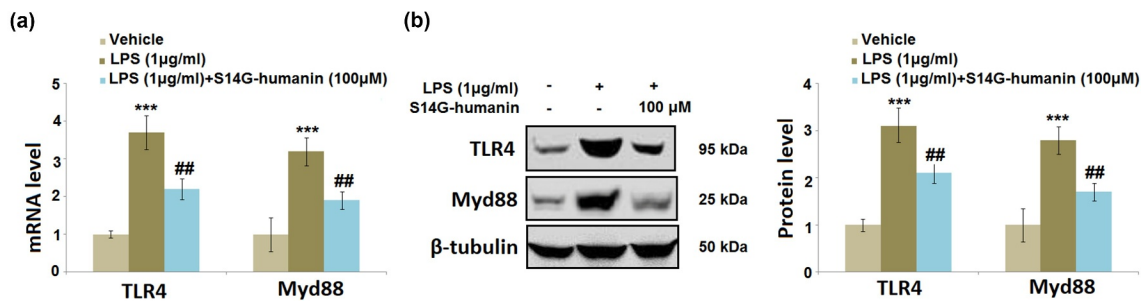 (a)
Vehicle
LPS (1µg/ml)
LPS (1µg/ml)+S14G-humanin (100µM)
mRNA level
5
4
3
2
1
0
***
##
***
##
TLR4 Myd88
(b)
LPS (1µg/ml) - + +
S14G-humanin - - 100 µM
TLR4 95 kDa
Myd88 25 kDa
β-tubulin 50 kDa
Vehicle
LPS (1µg/ml)
LPS (1µg/ml)+S14G-humanin (100µM)
Protein level
4
3
2
1
0
***
##
***
##
TLR4 Myd88